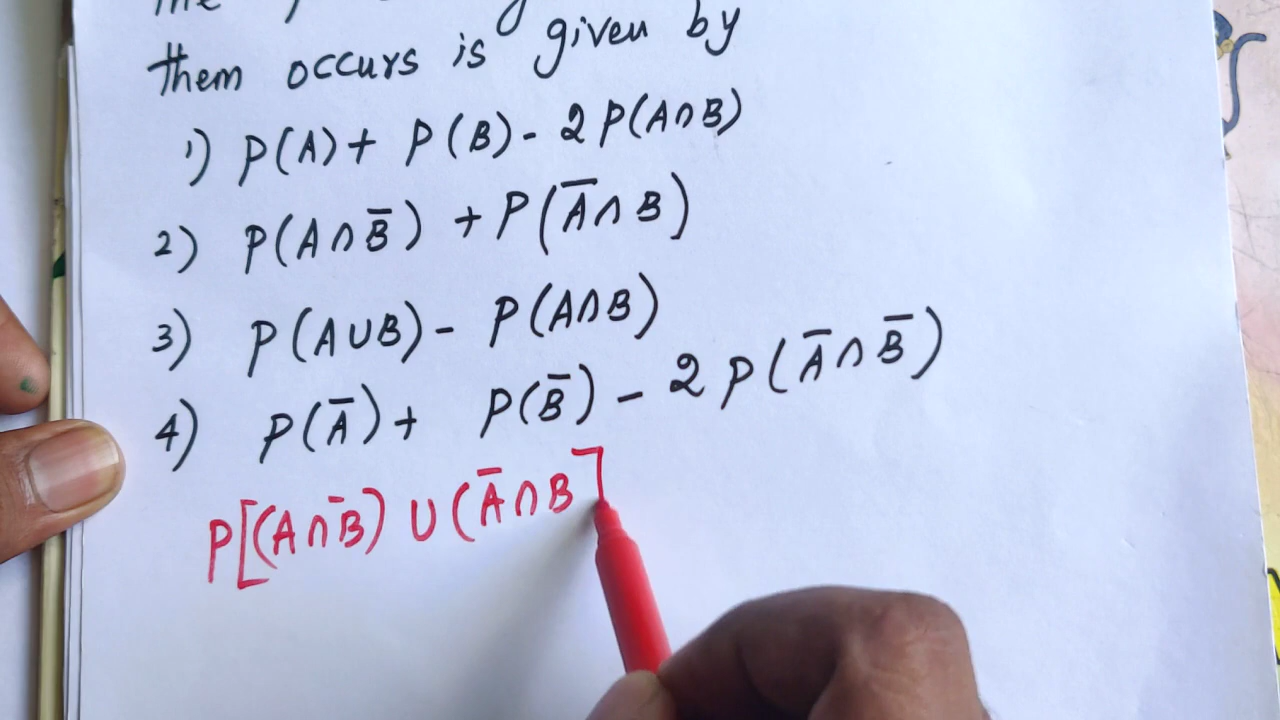 them occurs is given by
1) P(A) + P(B) - 2P(A∩B)
2) P(A∩B̅) + P(A̅∩B)
3) P(A∪B) - P(A∩B)
4) P(A̅) + P(B̅) - 2P(A̅∩B̅)
P[(A∩B̅) ∪ (A̅∩B]